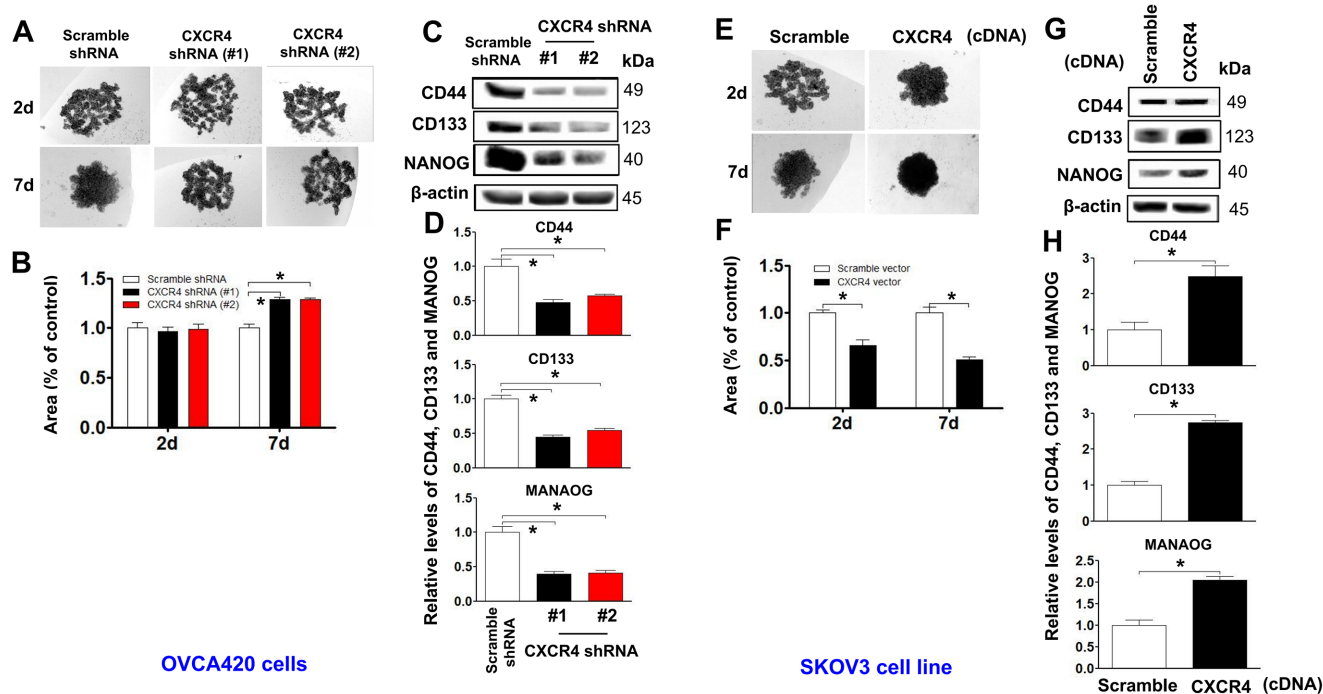 A
Scramble
shRNA
CXCR4
shRNA (#1)
CXCR4
shRNA (#2)
2d
7d
B
Area (% of control)
1.5
1.0
0.5
0.0
Scramble shRNA
CXCR4 shRNA (#1)
CXCR4 shRNA (#2)
*
*
2d
7d
C
Scramble
shRNA
CXCR4 shRNA
#1
#2
kDa
CD44
49
CD133
123
NANOG
40
β-actin
45
D
Relative levels of CD44, CD133 and MANOG
CD44
1.5
1.0
0.5
0.0
*
*
CD133
1.5
1.0
0.5
0.0
*
*
MANAOG
1.5
1.0
0.5
0.0
*
*
Scramble
shRNA
#1
#2
CXCR4 shRNA
OVCA420 cells
E
Scramble
CXCR4
(cDNA)
2d
7d
F
Area (% of control)
1.5
1.0
0.5
0.0
Scramble vector
CXCR4 vector
*
*
2d
7d
G
(cDNA)
Scramble
CXCR4
kDa
CD44
49
CD133
123
NANOG
40
β-actin
45
H
Relative levels of CD44, CD133 and MANOG
CD44
3
2
1
0
*
CD133
3
2
1
0
*
MANAOG
2.5
2.0
1.5
1.0
0.5
0.0
*
Scramble
CXCR4
(cDNA)
SKOV3 cell line